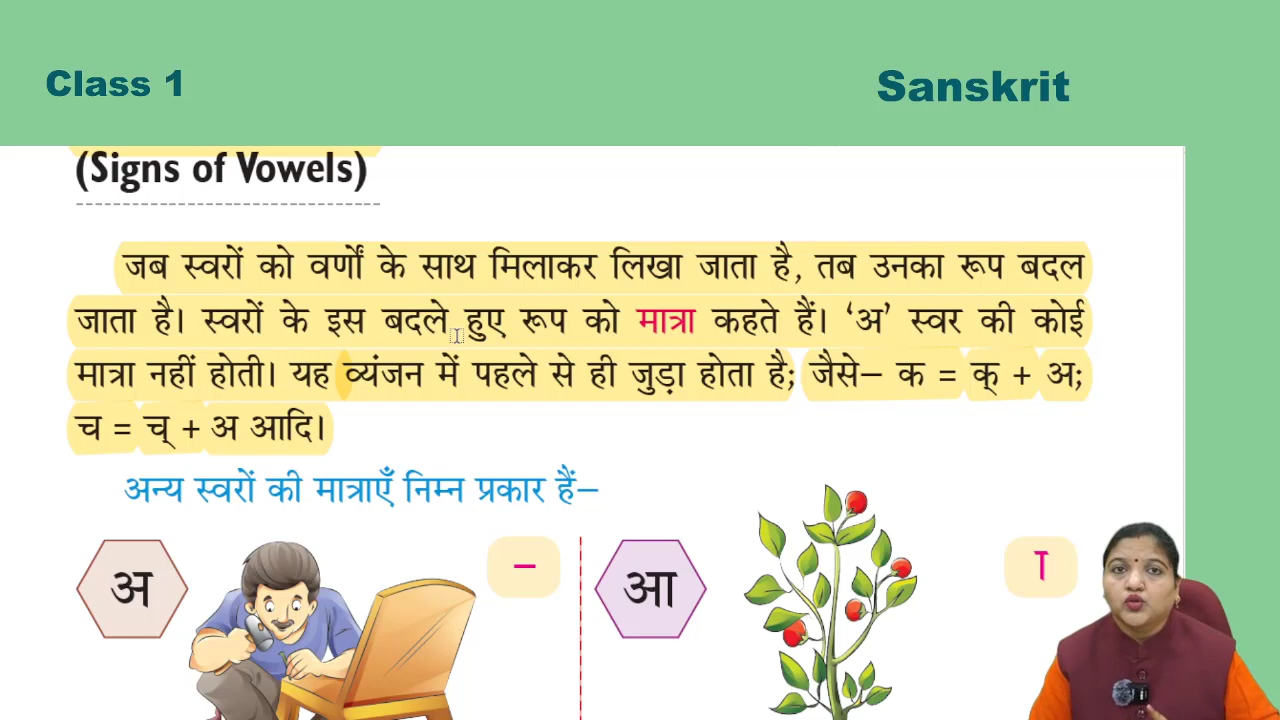 Class 1
Sanskrit
(Signs of Vowels)
जब स्वरों को वर्णों के साथ मिलाकर लिखा जाता है, तब उनका रूप बदल
जाता है। स्वरों के इस बदले हुए रूप को मात्रा कहते हैं। ‘अ’ स्वर की कोई
मात्रा नहीं होती। यह व्यंजन में पहले से ही जुड़ा होता है; जैसे– क = क् + अ;
च = च् + अ आदि।
अन्य स्वरों की मात्राएँ निम्न प्रकार हैं–
अ
–
आ
ा